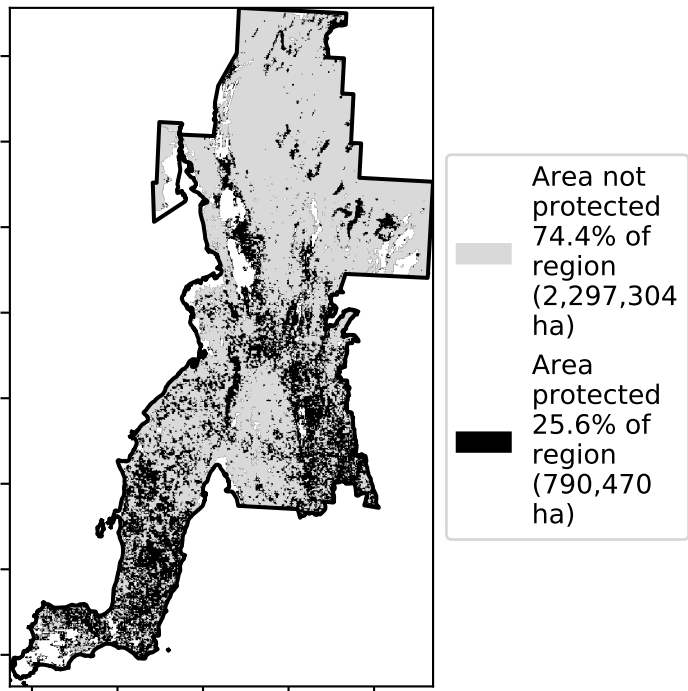 Area not
protected
74.4% of
region
(2,297,304
ha)
Area
protected
25.6% of
region
(790,470
ha)